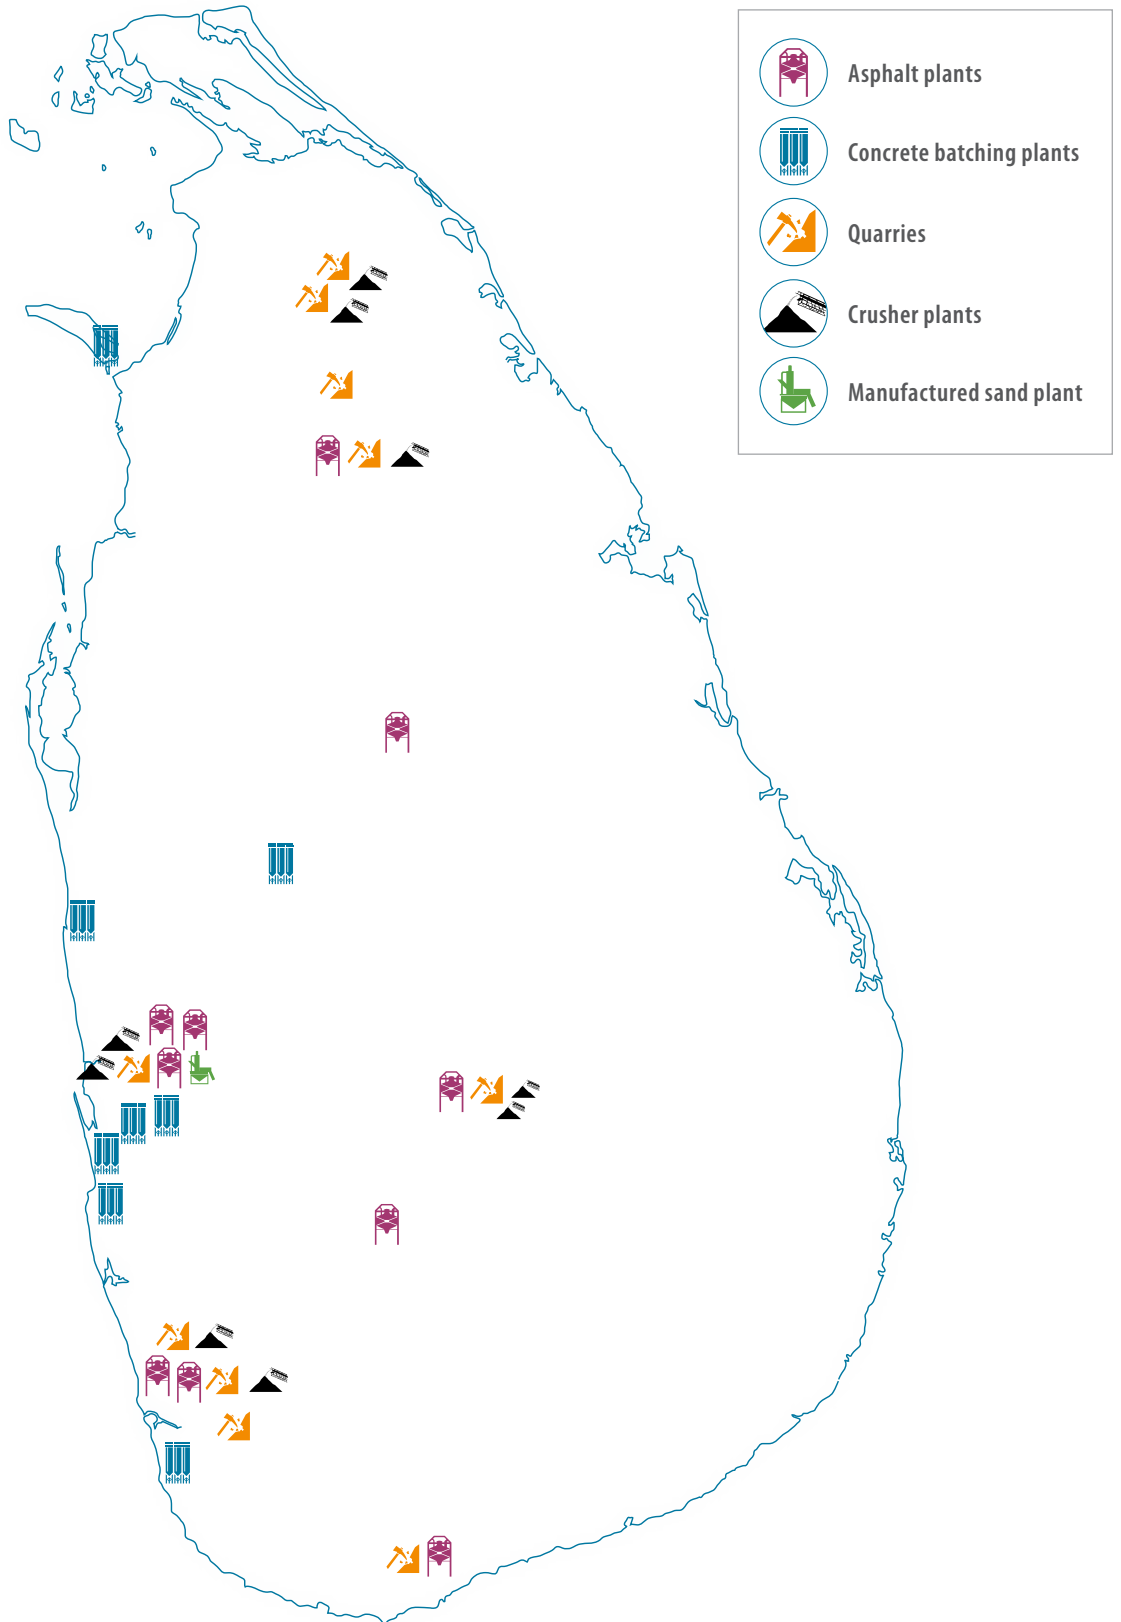 Asphalt plants
Concrete batching plants
Quarries
Crusher plants
Manufactured sand plant